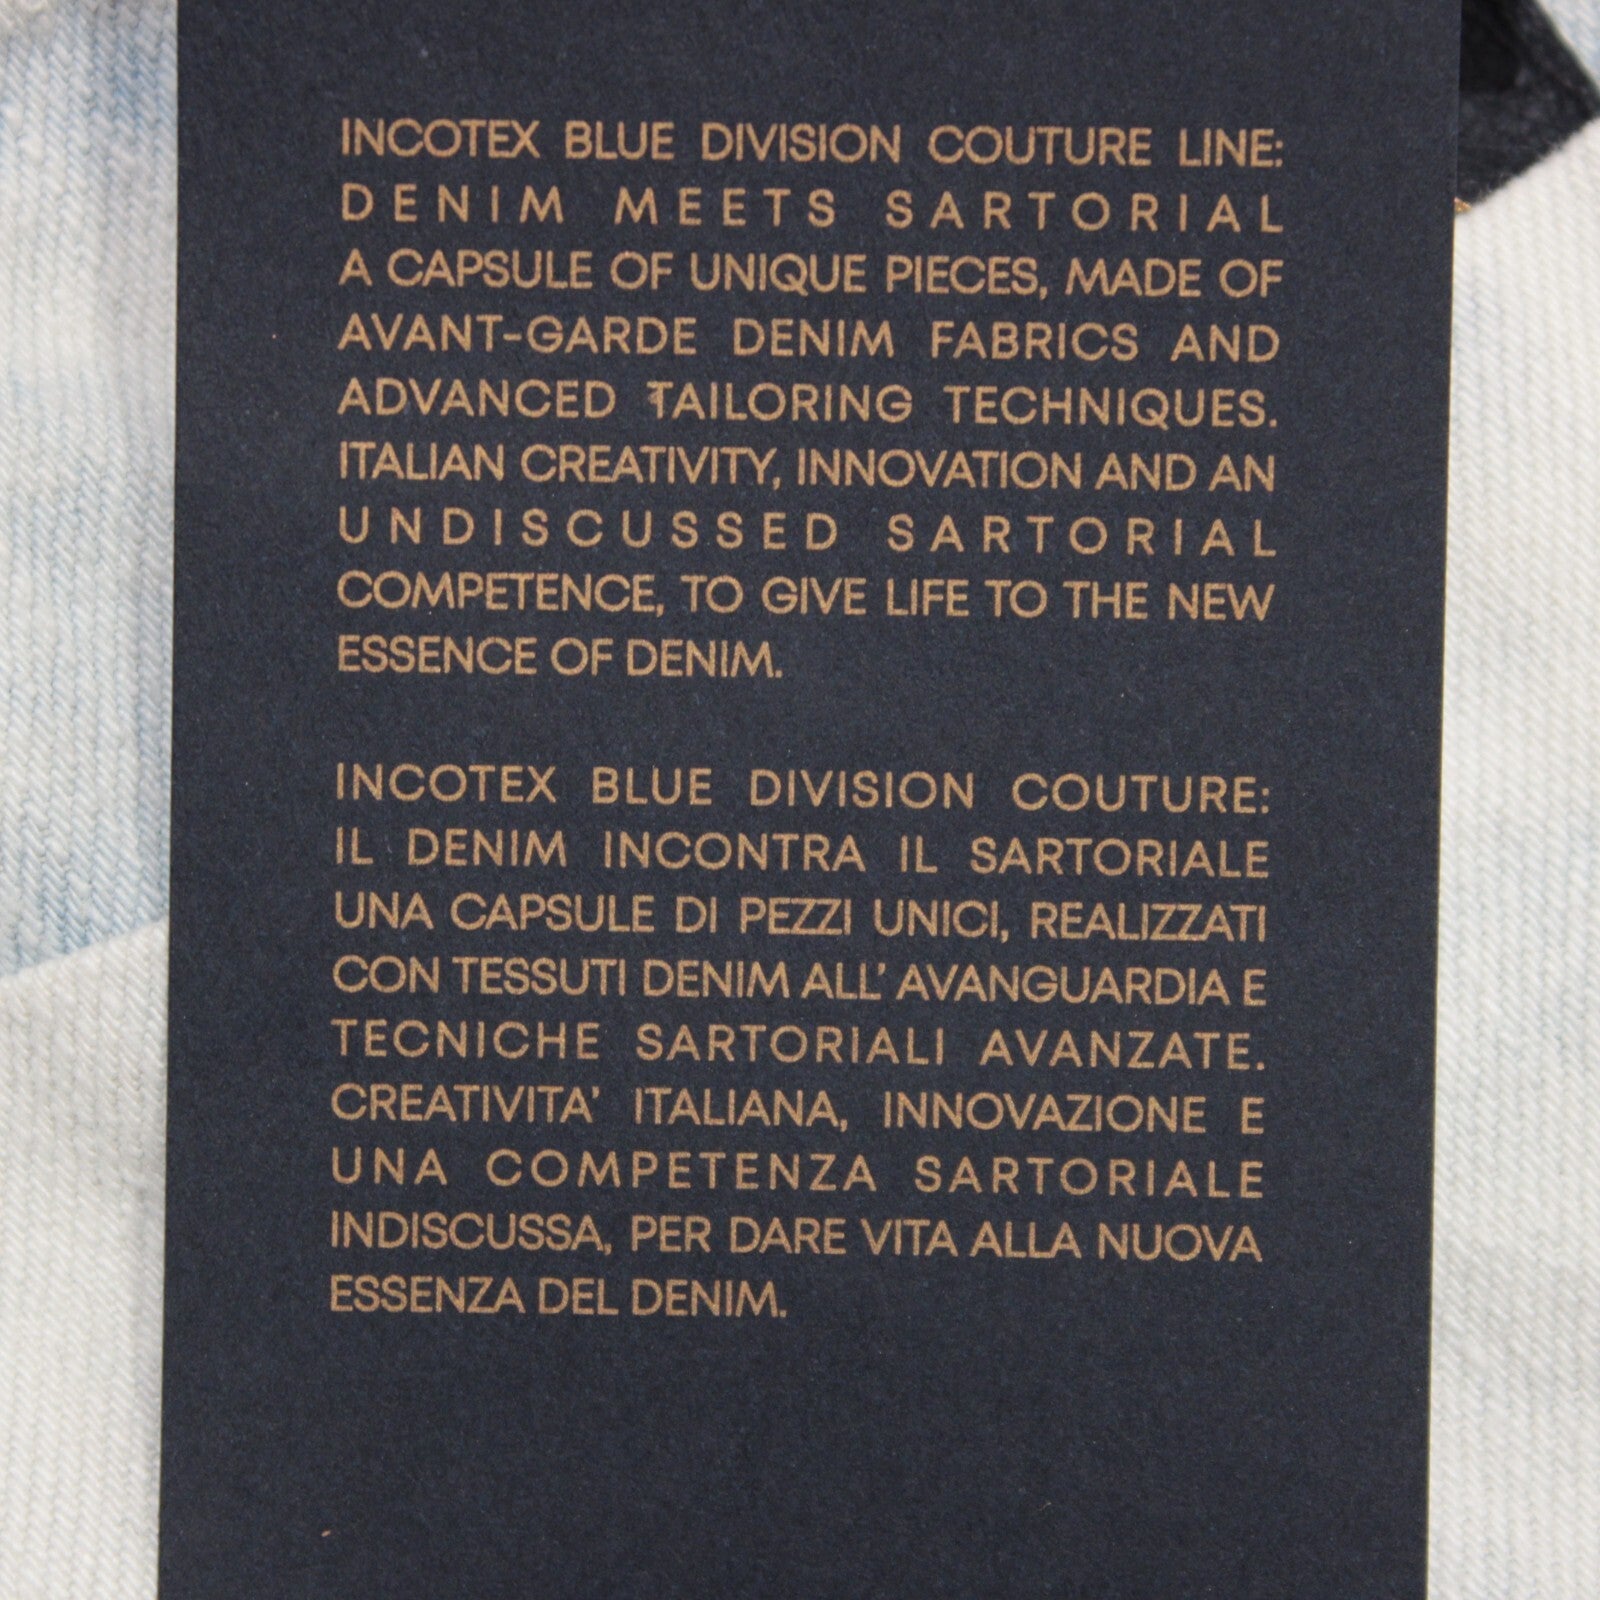 INCOTEX BLUE DIVISION COUTURE LINE:
DENIM MEETS SARTORIAL
A CAPSULE OF UNIQUE PIECES, MADE OF
AVANT-GARDE DENIM FABRICS AND
ADVANCED TAILORING TECHNIQUES.
ITALIAN CREATIVITY, INNOVATION AND AN
UNDISCUSSED SARTORIAL
COMPETENCE, TO GIVE LIFE TO THE NEW
ESSENCE OF DENIM.
INCOTEX BLUE DIVISION COUTURE:
IL DENIM INCONTRA IL SARTORIALE
UNA CAPSULE DI PEZZI UNICI, REALIZZATI
CON TESSUTI DENIM ALL' AVANGUARDIA E
TECNICHE SARTORIALI AVANZATE.
CREATIVITA' ITALIANA, INNOVAZIONE E
UNA COMPETENZA SARTORIALE
INDISCUSSA, PER DARE VITA ALLA NUOVA
ESSENZA DEL DENIM.